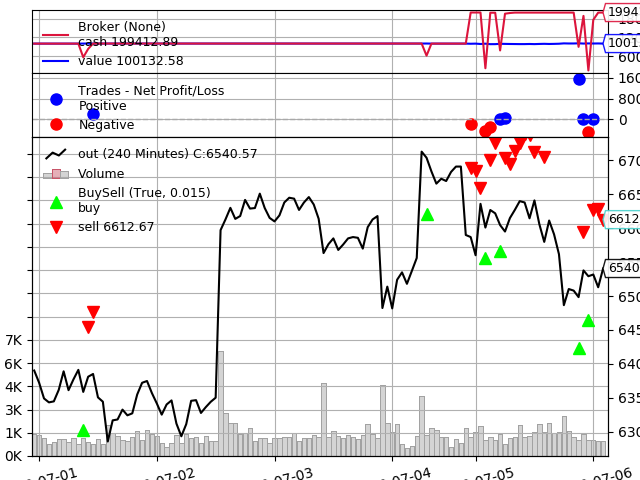 Broker (None)
cash 199412.89
value 100132.58
1994
1001
600
Trades - Net Profit/Loss
Positive
Negative
160
800
0
out (240 Minutes) C:6540.57
Volume
BuySell (True, 0.015)
buy
sell 6612.67
670
665
6612
6540
650
645
640
635
630
7K
6K
4K
3K
1K
0K
-07-01
-07-02
-07-03
-07-04
-07-05
-07-06